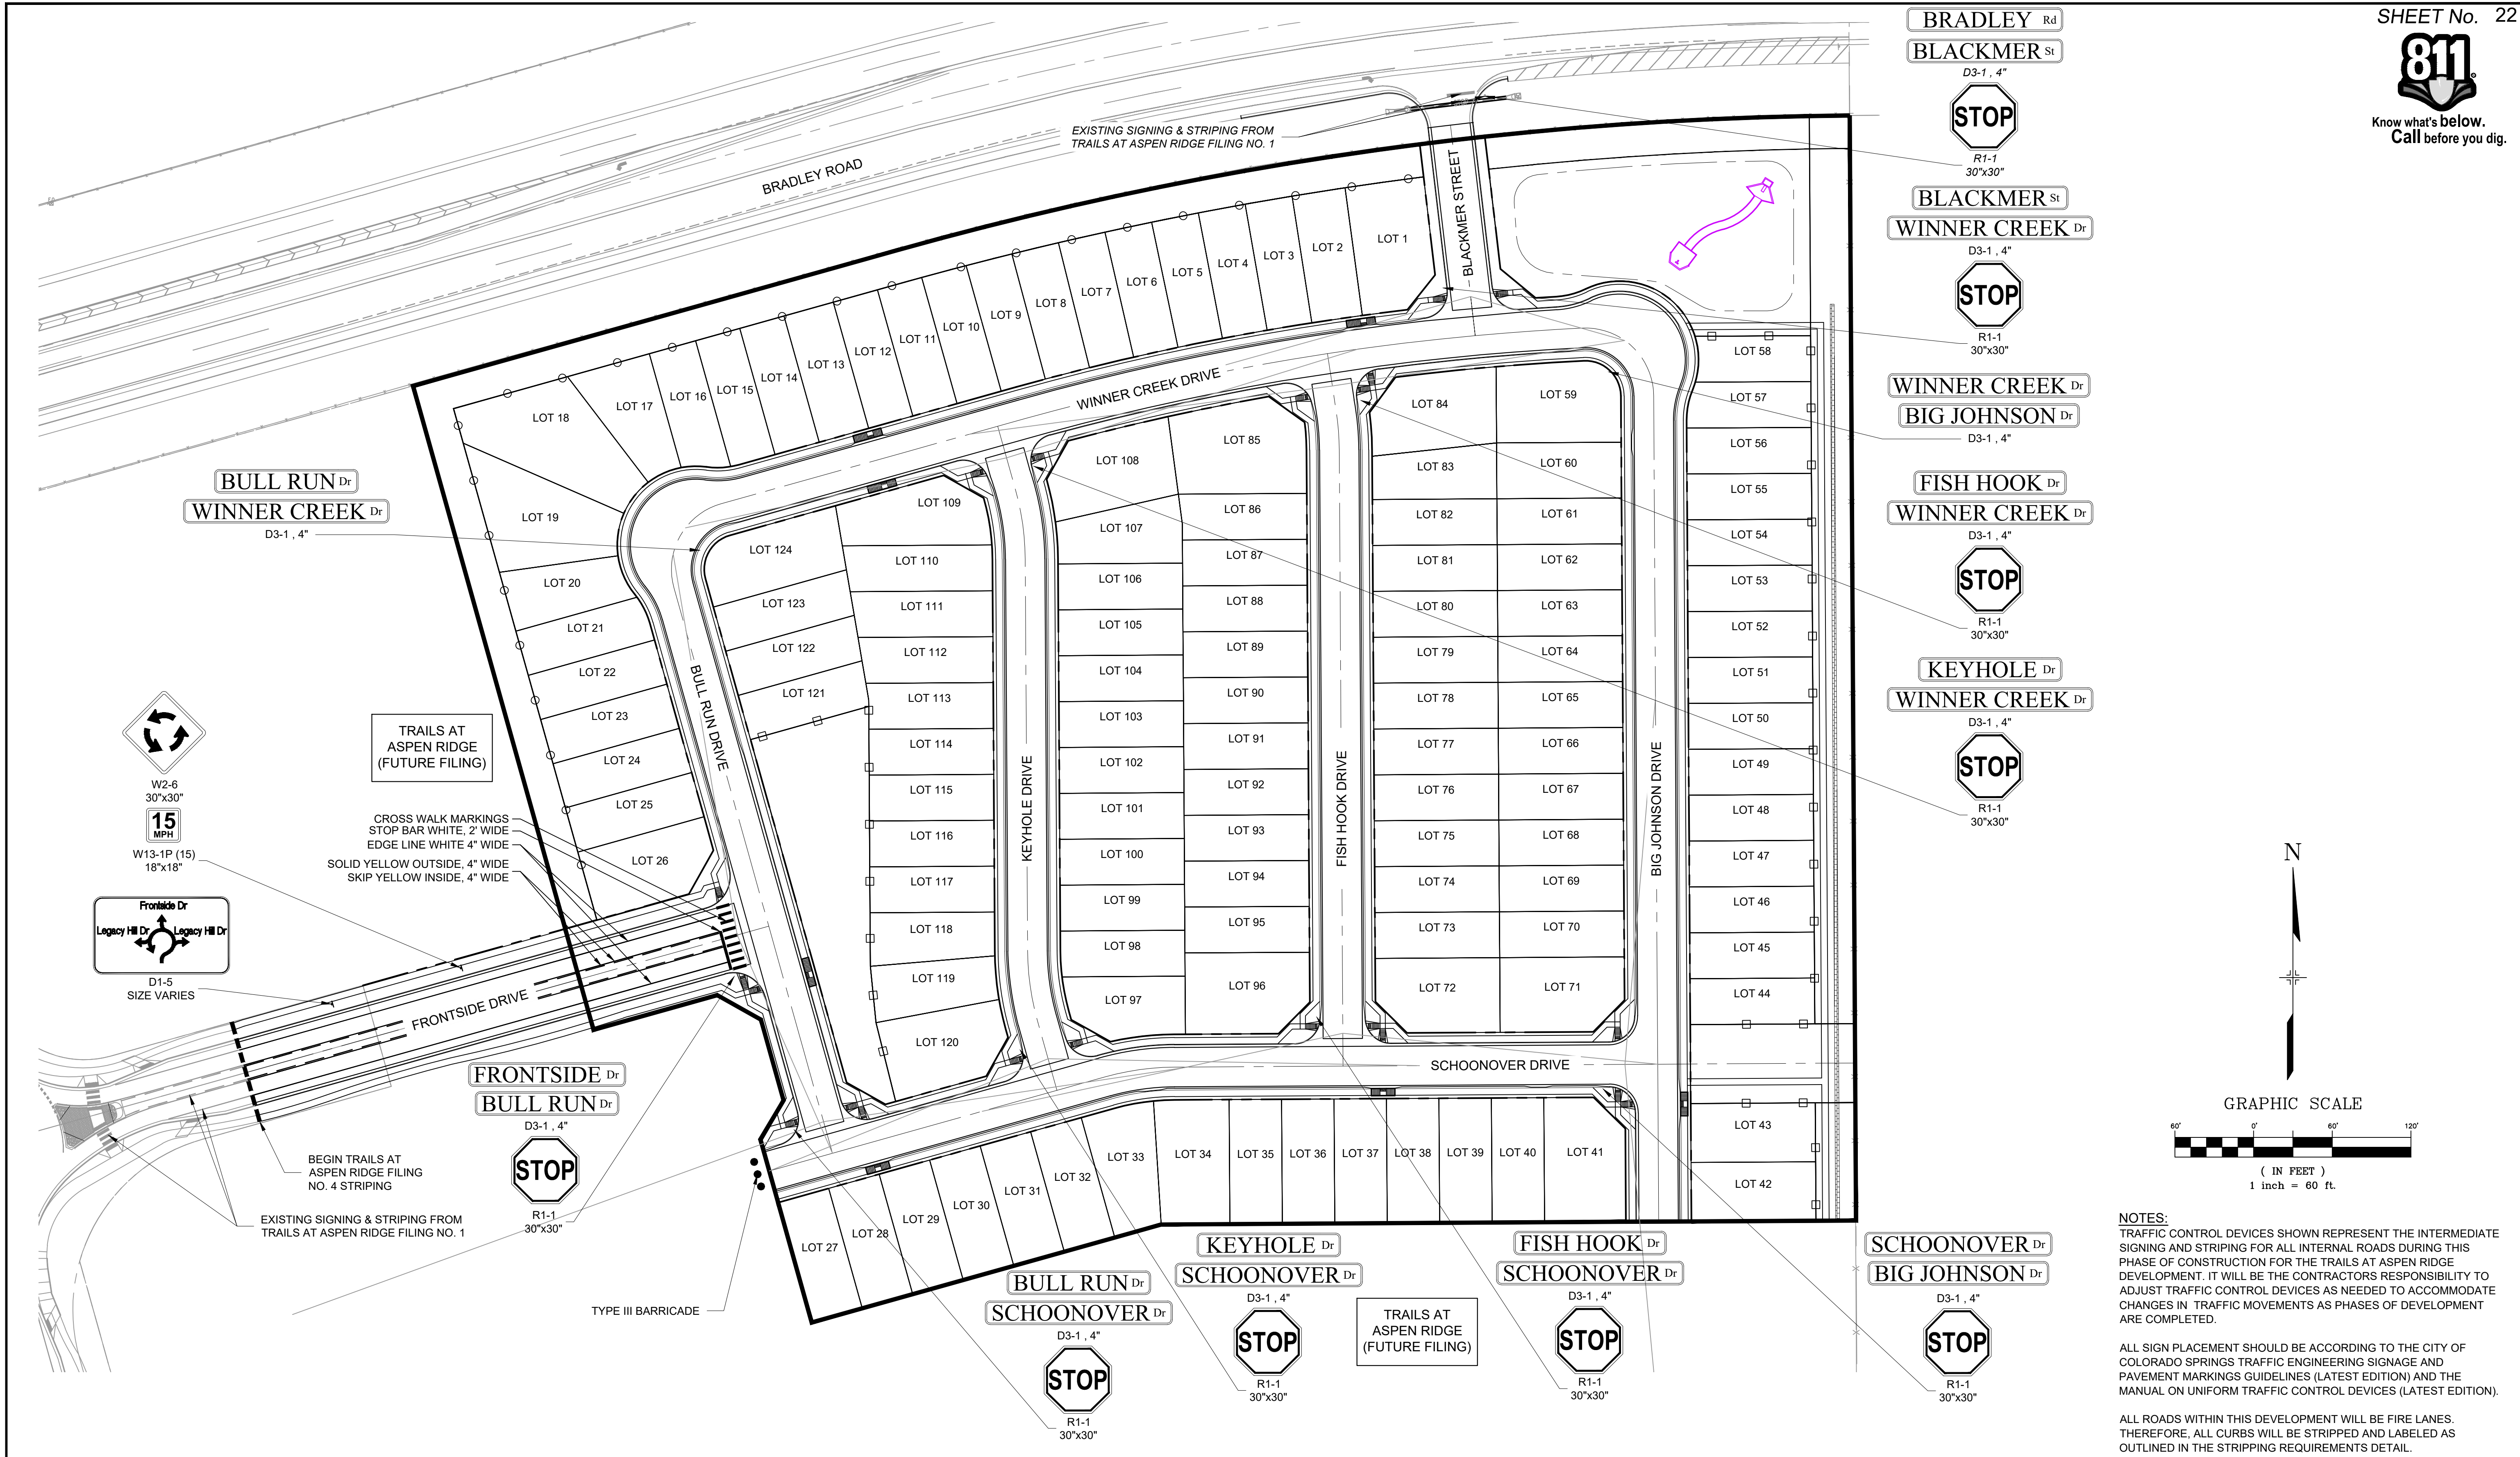 SHEET No. 22
811
Know what's below.
Call before you dig.
BRADLEY Rd
BLACKMER St
D3-1 , 4"
STOP
R1-1
30"x30"
BLACKMER St
WINNER CREEK Dr
D3-1 , 4"
STOP
R1-1
30"x30"
WINNER CREEK Dr
BIG JOHNSON Dr
D3-1 , 4"
FISH HOOK Dr
WINNER CREEK Dr
D3-1 , 4"
STOP
R1-1
30"x30"
KEYHOLE Dr
WINNER CREEK Dr
D3-1 , 4"
STOP
R1-1
30"x30"
EXISTING SIGNING & STRIPING FROM
TRAILS AT ASPEN RIDGE FILING NO. 1
BRADLEY ROAD
BLACKMER STREET
WINNER CREEK DRIVE
LOT 1
LOT 2
LOT 3
LOT 4
LOT 5
LOT 6
LOT 7
LOT 8
LOT 9
LOT 10
LOT 11
LOT 12
LOT 13
LOT 14
LOT 15
LOT 16
LOT 17
LOT 18
LOT 19
LOT 20
LOT 21
LOT 22
LOT 23
LOT 24
LOT 25
LOT 26
BULL RUN Dr
WINNER CREEK Dr
D3-1 , 4"
BULL RUN DRIVE
LOT 124
LOT 123
LOT 122
LOT 121
LOT 109
LOT 110
LOT 111
LOT 112
LOT 113
LOT 114
LOT 115
LOT 116
LOT 117
LOT 118
LOT 119
LOT 120
KEYHOLE DRIVE
LOT 108
LOT 107
LOT 106
LOT 105
LOT 104
LOT 103
LOT 102
LOT 101
LOT 100
LOT 99
LOT 98
LOT 97
LOT 85
LOT 86
LOT 87
LOT 88
LOT 89
LOT 90
LOT 91
LOT 92
LOT 93
LOT 94
LOT 95
LOT 96
FISH HOOK DRIVE
LOT 84
LOT 83
LOT 82
LOT 81
LOT 80
LOT 79
LOT 78
LOT 77
LOT 76
LOT 75
LOT 74
LOT 73
LOT 72
LOT 59
LOT 60
LOT 61
LOT 62
LOT 63
LOT 64
LOT 65
LOT 66
LOT 67
LOT 68
LOT 69
LOT 70
LOT 71
BIG JOHNSON DRIVE
LOT 58
LOT 57
LOT 56
LOT 55
LOT 54
LOT 53
LOT 52
LOT 51
LOT 50
LOT 49
LOT 48
LOT 47
LOT 46
LOT 45
LOT 44
LOT 43
LOT 42
SCHOONOVER DRIVE
LOT 27
LOT 28
LOT 29
LOT 30
LOT 31
LOT 32
LOT 33
LOT 34
LOT 35
LOT 36
LOT 37
LOT 38
LOT 39
LOT 40
LOT 41
TRAILS AT
ASPEN RIDGE
(FUTURE FILING)
W2-6
30"x30"
15
MPH
W13-1P (15)
18"x18"
Frontside Dr
Legacy Hill Dr
Legacy Hill Dr
D1-5
SIZE VARIES
CROSS WALK MARKINGS
STOP BAR WHITE, 2' WIDE
EDGE LINE WHITE 4" WIDE
SOLID YELLOW OUTSIDE, 4" WIDE
SKIP YELLOW INSIDE, 4" WIDE
FRONTSIDE DRIVE
FRONTSIDE Dr
BULL RUN Dr
D3-1 , 4"
STOP
R1-1
30"x30"
BEGIN TRAILS AT
ASPEN RIDGE FILING
NO. 4 STRIPING
EXISTING SIGNING & STRIPING FROM
TRAILS AT ASPEN RIDGE FILING NO. 1
TYPE III BARRICADE
BULL RUN Dr
SCHOONOVER Dr
D3-1 , 4"
STOP
R1-1
30"x30"
KEYHOLE Dr
SCHOONOVER Dr
D3-1 , 4"
STOP
R1-1
30"x30"
TRAILS AT
ASPEN RIDGE
(FUTURE FILING)
FISH HOOK Dr
SCHOONOVER Dr
D3-1 , 4"
STOP
R1-1
30"x30"
SCHOONOVER Dr
BIG JOHNSON Dr
D3-1 , 4"
STOP
R1-1
30"x30"
N
GRAPHIC SCALE
60' 0' 60' 120'
( IN FEET )
1 inch = 60 ft.
NOTES:
TRAFFIC CONTROL DEVICES SHOWN REPRESENT THE INTERMEDIATE
SIGNING AND STRIPING FOR ALL INTERNAL ROADS DURING THIS
PHASE OF CONSTRUCTION FOR THE TRAILS AT ASPEN RIDGE
DEVELOPMENT. IT WILL BE THE CONTRACTORS RESPONSIBILITY TO
ADJUST TRAFFIC CONTROL DEVICES AS NEEDED TO ACCOMMODATE
CHANGES IN TRAFFIC MOVEMENTS AS PHASES OF DEVELOPMENT
ARE COMPLETED.
ALL SIGN PLACEMENT SHOULD BE ACCORDING TO THE CITY OF
COLORADO SPRINGS TRAFFIC ENGINEERING SIGNAGE AND
PAVEMENT MARKINGS GUIDELINES (LATEST EDITION) AND THE
MANUAL ON UNIFORM TRAFFIC CONTROL DEVICES (LATEST EDITION).
ALL ROADS WITHIN THIS DEVELOPMENT WILL BE FIRE LANES.
THEREFORE, ALL CURBS WILL BE STRIPPED AND LABELED AS
OUTLINED IN THE STRIPPING REQUIREMENTS DETAIL.